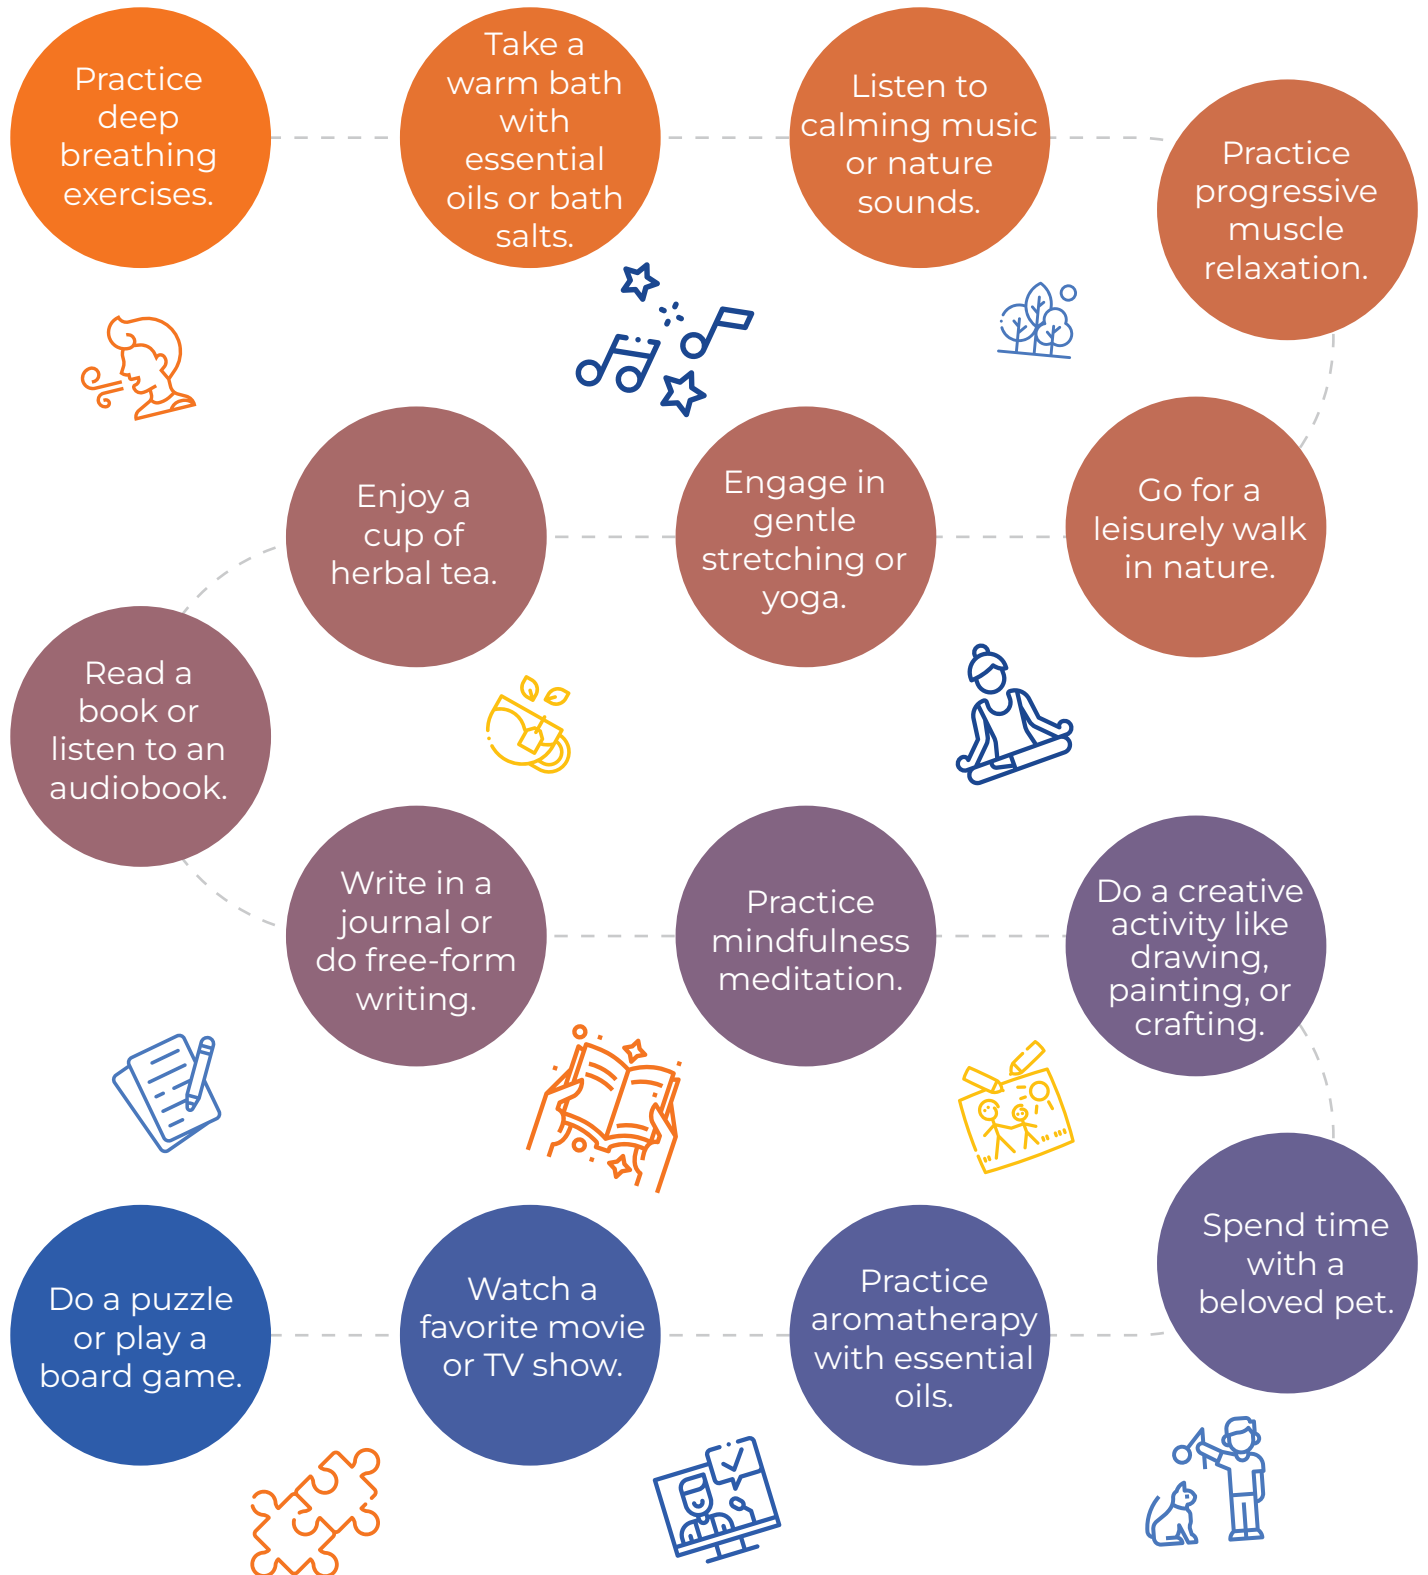 Practice
deep
breathing
exercises.
Take a
warm bath
with
essential
oils or bath
salts.
Listen to
calming music
or nature
sounds.
Practice
progressive
muscle
relaxation.
Go for a
leisurely walk
in nature.
Engage in
gentle
stretching or
yoga.
Enjoy a
cup of
herbal tea.
Read a
book or
listen to an
audiobook.
Write in a
journal or
do free-form
writing.
Practice
mindfulness
meditation.
Do a creative
activity like
drawing,
painting, or
crafting.
Spend time
with a
beloved pet.
Practice
aromatherapy
with essential
oils.
Watch a
favorite movie
or TV show.
Do a puzzle
or play a
board game.